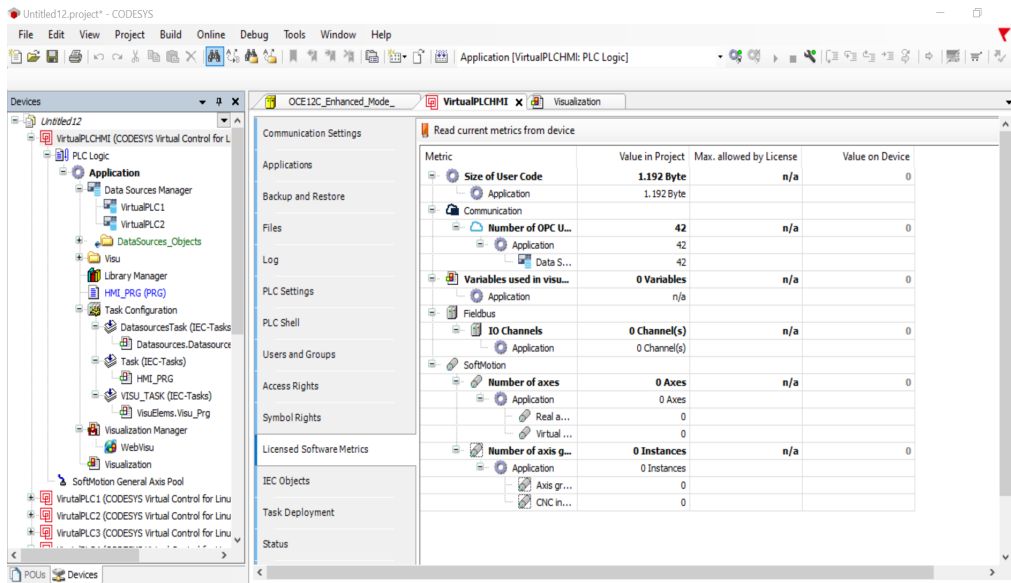 Untitled12.project* - CODESYS
File Edit View Project Build Online Debug Tools Window Help
Application [VirtualPLCHMI: PLC Logic]
Devices
Untitled12
VirtualPLCHMI (CODESYS Virtual Control for L
PLC Logic
Application
Data Sources Manager
VirtualPLC1
VirtualPLC2
DataSources_Objects
Visu
Library Manager
HMI_PRG (PRG)
Task Configuration
DatasourcesTask (IEC-Tasks
Datasources.Datasource
Task (IEC-Tasks)
HMI_PRG
VISU_TASK (IEC-Tasks)
VisuElems.Visu_Prg
Visualization Manager
WebVisu
Visualization
SoftMotion General Axis Pool
VirutalPLC1 (CODESYS Virtual Control for Linu
VirutalPLC2 (CODESYS Virtual Control for Linu
VirutalPLC3 (CODESYS Virtual Control for Linu
POUs Devices
OCE12C_Enhanced_Mode_ VirtualPLCHMI Visualization
Communication Settings
Applications
Backup and Restore
Files
Log
PLC Settings
PLC Shell
Users and Groups
Access Rights
Symbol Rights
Licensed Software Metrics
IEC Objects
Task Deployment
Status
Read current metrics from device
Metric Value in Project Max. allowed by License Value on Device
Size of User Code 1.192 Byte n/a 0
Application 1.192 Byte
Communication
Number of OPC U... 42 n/a 0
Application 42
Data S... 42
Variables used in visu... 0 Variables n/a 0
Application n/a
Fieldbus
IO Channels 0 Channel(s) n/a 0
Application 0 Channel(s)
SoftMotion
Number of axes 0 Axes n/a 0
Application 0 Axes
Real a... 0
Virtual ... 0
Number of axis g... 0 Instances n/a 0
Application 0 Instances
Axis gr... 0
CNC in... 0